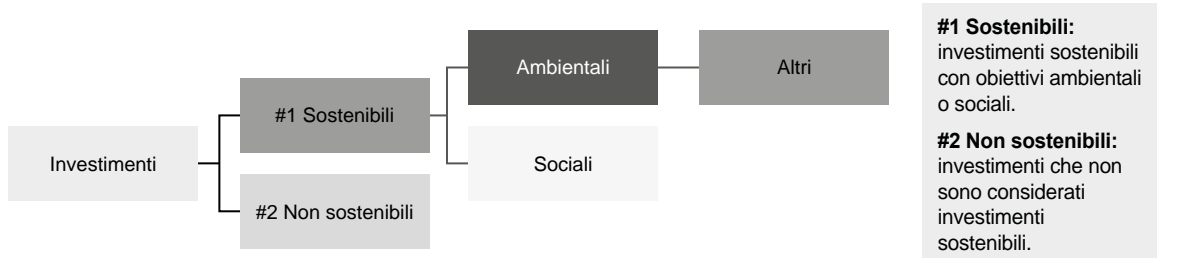 Investimenti
#1 Sostenibili
#2 Non sostenibili
Ambientali
Sociali
Altri
#1 Sostenibili:
investimenti sostenibili
con obiettivi ambientali
o sociali.
#2 Non sostenibili:
investimenti che non
sono considerati
investimenti
sostenibili.